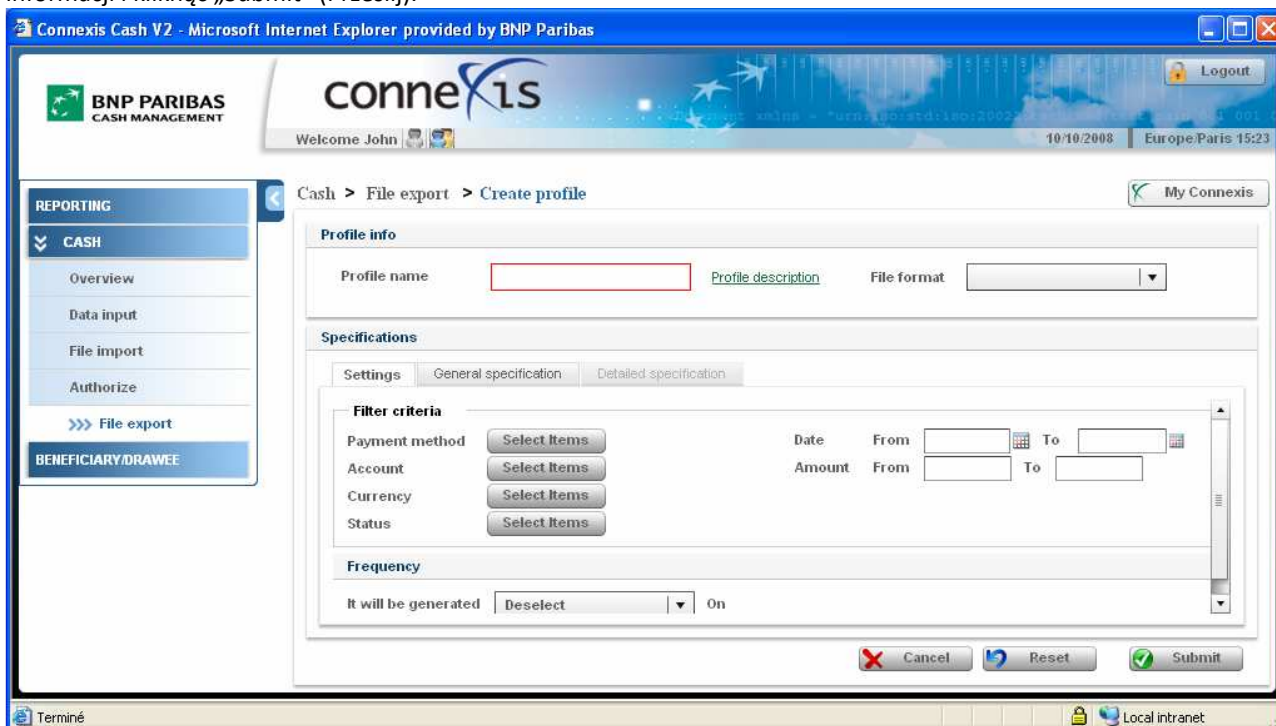 informacji i kliknąć „Submit" (Prześlij).
Connexis Cash V2 - Microsoft Internet Explorer provided by BNP Paribas
BNP PARIBAS
CASH MANAGEMENT
connexis
Logout
Welcome John
10/10/2008 Europe/Paris 15:23
Cash > File export > Create profile
My Connexis
REPORTING
CASH
Overview
Data input
File import
Authorize
>>> File export
BENEFICIARY/DRAWEE
Profile info
Profile name Profile description File format
Specifications
Settings General specification Detailed specification
Filter criteria
Payment method Select Items Date From To
Account Select Items Amount From To
Currency Select Items
Status Select Items
Frequency
It will be generated Deselect On
Cancel Reset Submit
Terminé Local intranet